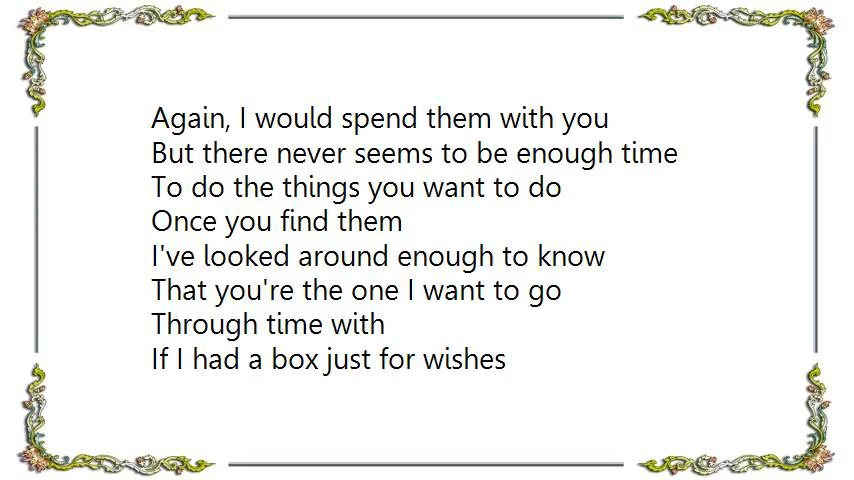 Again, I would spend them with you
But there never seems to be enough time
To do the things you want to do
Once you find them
I've looked around enough to know
That you're the one I want to go
Through time with
If I had a box just for wishes